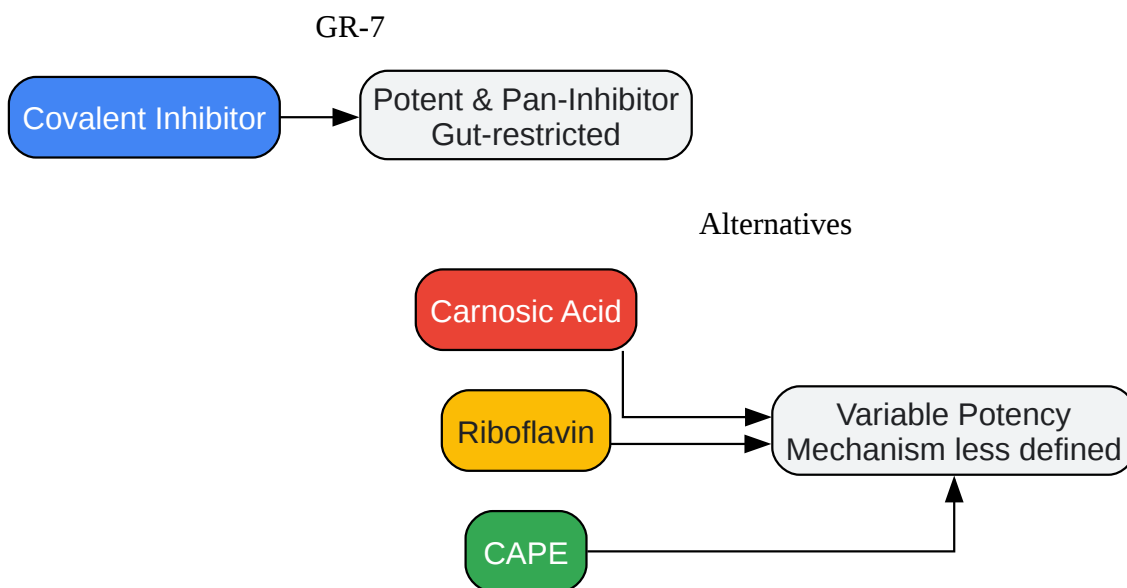 GR-7
Covalent Inhibitor
Potent & Pan-Inhibitor
Gut-restricted
Alternatives
Carnosic Acid
Riboflavin
Variable Potency
Mechanism less defined
CAPE